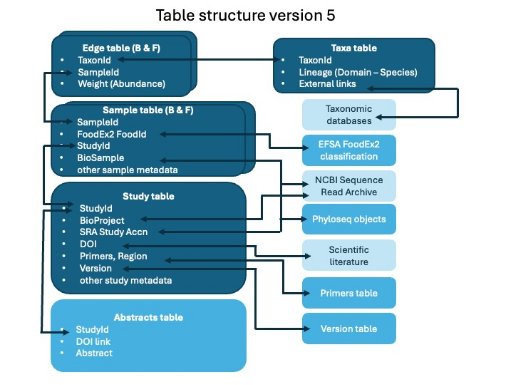 Table structure version 5
Edge table (B & F)
• TaxonId
• SampleId
• Weight (Abundance)
Taxa table
• TaxonId
• Lineage (Domain – Species)
• External links
Sample table (B & F)
• SampleId
• FoodEx2 FoodId
• StudyId
• BioSample
• other sample metadata
Study table
• StudyId
• BioProject
• SRA Study Accn
• DOI
• Primers, Region
• Version
• other study metadata
Abstracts table
• StudyId
• DOI link
• Abstract
Taxonomic
databases
EFSA FoodEx2
classification
NCBI Sequence
Read Archive
Phyloseq objects
Scientific
literature
Primers table
Version table